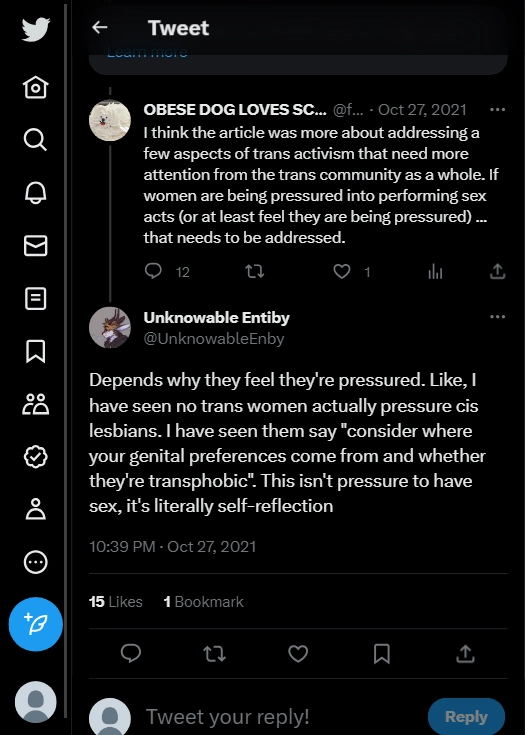 Tweet
Learn more
OBESE DOG LOVES SC... @f... · Oct 27, 2021
I think the article was more about addressing a
few aspects of trans activism that need more
attention from the trans community as a whole. If
women are being pressured into performing sex
acts (or at least feel they are being pressured) ...
that needs to be addressed.
12 1
Unknowable Entiby
@UnknowableEnby
Depends why they feel they're pressured. Like, I
have seen no trans women actually pressure cis
lesbians. I have seen them say "consider where
your genital preferences come from and whether
they're transphobic". This isn't pressure to have
sex, it's literally self-reflection
10:39 PM · Oct 27, 2021
15 Likes 1 Bookmark
Tweet your reply!
Reply